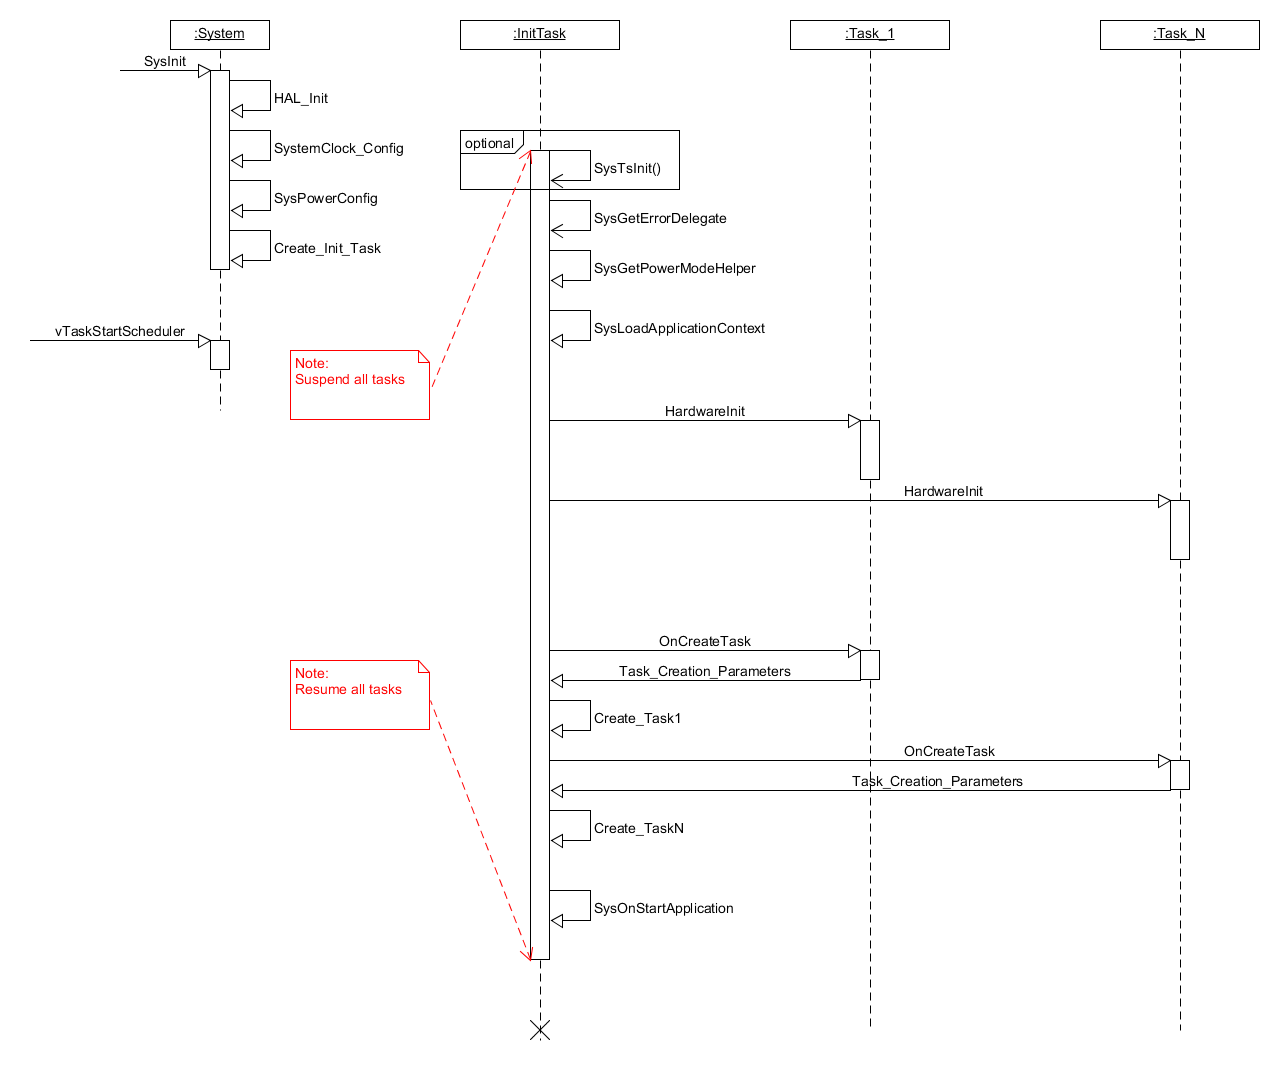 :System
:InitTask
:Task_1
:Task_N
SysInit
HAL_Init
SystemClock_Config
SysPowerConfig
Create_Init_Task
optional
SysTsInit()
SysGetErrorDelegate
SysGetPowerModeHelper
SysLoadApplicationContext
vTaskStartScheduler
Note:
Suspend all tasks
HardwareInit
HardwareInit
OnCreateTask
Task_Creation_Parameters
Note:
Resume all tasks
Create_Task1
OnCreateTask
Task_Creation_Parameters
Create_TaskN
SysOnStartApplication